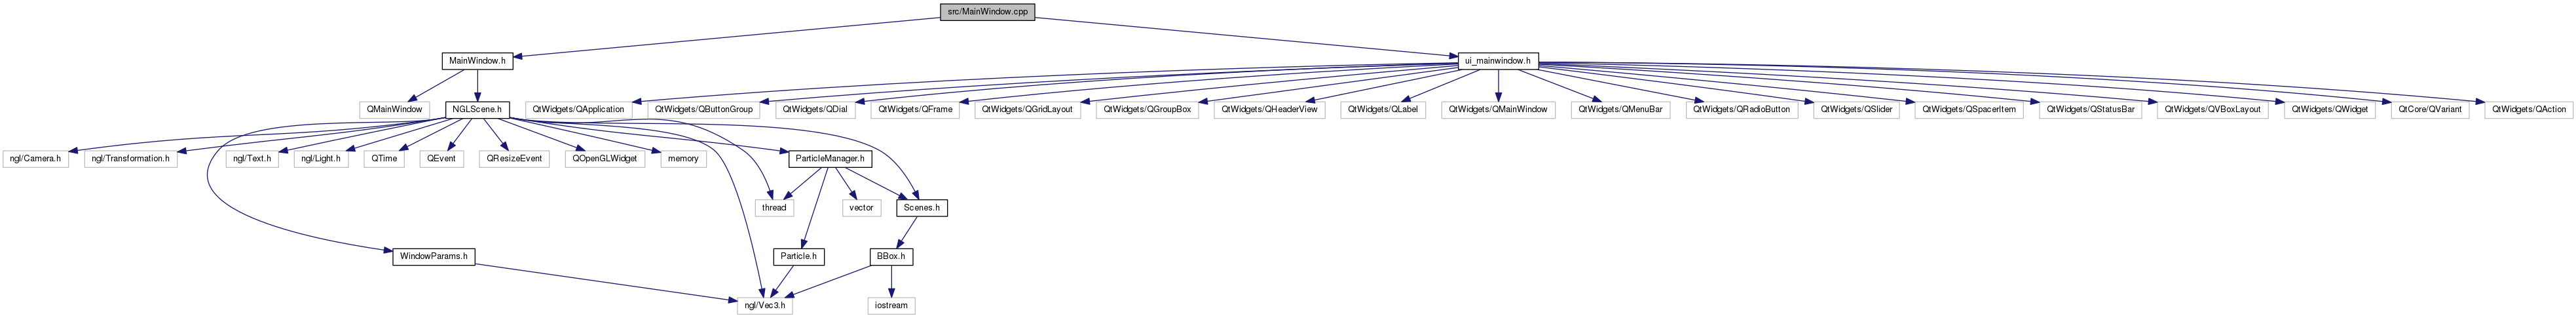 src/MainWindow.cpp
MainWindow.h
ui_mainwindow.h
QMainWindow
NGLScene.h
QtWidgets/QApplication
QtWidgets/QButtonGroup
QtWidgets/QDial
QtWidgets/QFrame
QtWidgets/QGridLayout
QtWidgets/QGroupBox
QtWidgets/QHeaderView
QtWidgets/QLabel
QtWidgets/QMainWindow
QtWidgets/QMenuBar
QtWidgets/QRadioButton
QtWidgets/QSlider
QtWidgets/QSpacerItem
QtWidgets/QStatusBar
QtWidgets/QVBoxLayout
QtWidgets/QWidget
QtCore/QVariant
QtWidgets/QAction
ngl/Camera.h
ngl/Transformation.h
ngl/Text.h
ngl/Light.h
QTime
QEvent
QResizeEvent
QOpenGLWidget
memory
ParticleManager.h
thread
vector
Scenes.h
WindowParams.h
Particle.h
BBox.h
ngl/Vec3.h
iostream